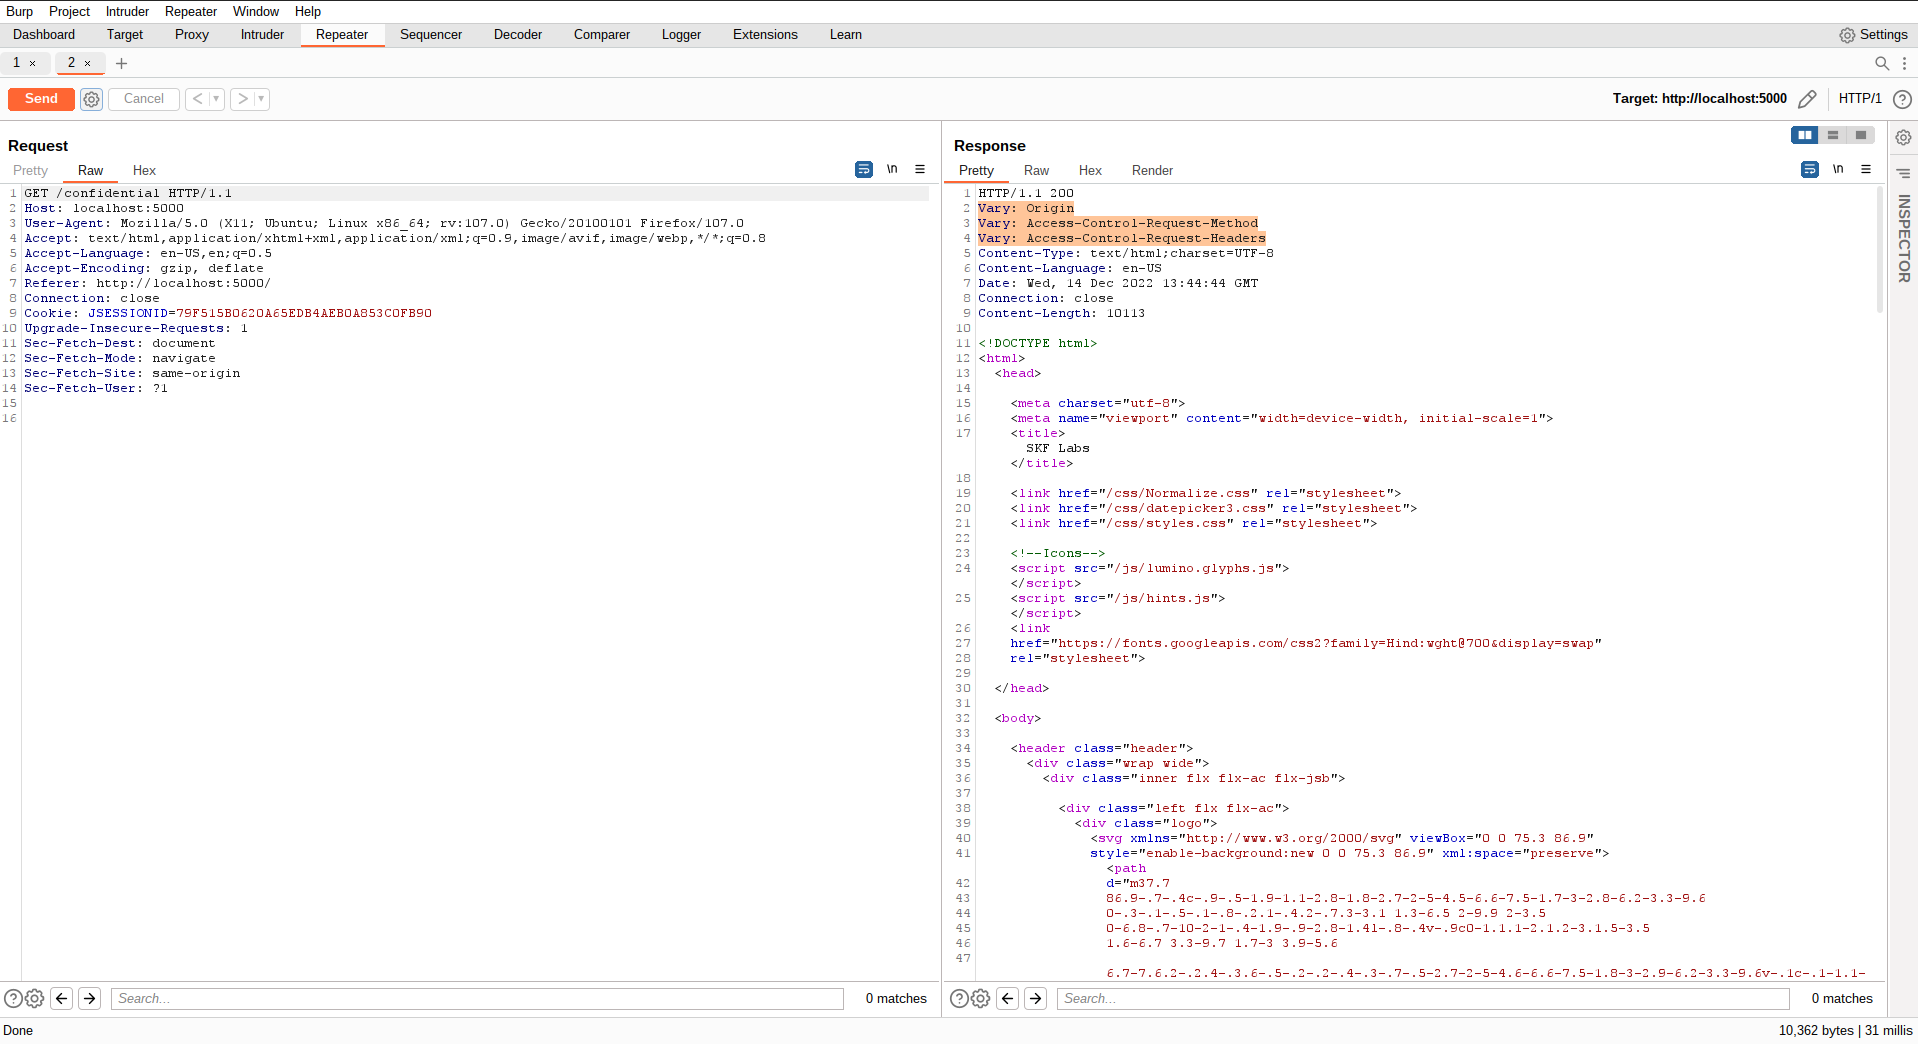 Burp Project Intruder Repeater Window Help
Dashboard Target Proxy Intruder Repeater Sequencer Decoder Comparer Logger Extensions Learn Settings
1 × 2 × +
Send Cancel < > Target: http://localhost:5000 HTTP/1
Request
Pretty Raw Hex \n
1 GET /confidential HTTP/1.1
2 Host: localhost:5000
3 User-Agent: Mozilla/5.0 (X11; Ubuntu; Linux x86_64; rv:107.0) Gecko/20100101 Firefox/107.0
4 Accept: text/html,application/xhtml+xml,application/xml;q=0.9,image/avif,image/webp,*/*;q=0.8
5 Accept-Language: en-US,en;q=0.5
6 Accept-Encoding: gzip, deflate
7 Referer: http://localhost:5000/
8 Connection: close
9 Cookie: JSESSIONID=79F515B0620A65EDB4AEB0A853C0FB90
10 Upgrade-Insecure-Requests: 1
11 Sec-Fetch-Dest: document
12 Sec-Fetch-Mode: navigate
13 Sec-Fetch-Site: same-origin
14 Sec-Fetch-User: ?1
15
16
Search... 0 matches
Response
Pretty Raw Hex Render \n
1 HTTP/1.1 200
2 Vary: Origin
3 Vary: Access-Control-Request-Method
4 Vary: Access-Control-Request-Headers
5 Content-Type: text/html;charset=UTF-8
6 Content-Language: en-US
7 Date: Wed, 14 Dec 2022 13:44:44 GMT
8 Connection: close
9 Content-Length: 10113
10
11 <!DOCTYPE html>
12 <html>
13 <head>
14
15 <meta charset="utf-8">
16 <meta name="viewport" content="width=device-width, initial-scale=1">
17 <title>
SKF Labs
</title>
18
19 <link href="/css/Normalize.css" rel="stylesheet">
20 <link href="/css/datepicker3.css" rel="stylesheet">
21 <link href="/css/styles.css" rel="stylesheet">
22
23 <!--Icons-->
24 <script src="/js/lumino.glyphs.js">
</script>
25 <script src="/js/hints.js">
</script>
26 <link
27 href="https://fonts.googleapis.com/css2?family=Hind:wght@700&display=swap"
28 rel="stylesheet">
29
30 </head>
31
32 <body>
33
34 <header class="header">
35 <div class="wrap wide">
36 <div class="inner flx flx-ac flx-jsb">
37
38 <div class="left flx flx-ac">
39 <div class="logo">
40 <svg xmlns="http://www.w3.org/2000/svg" viewBox="0 0 75.3 86.9"
41 style="enable-background:new 0 0 75.3 86.9" xml:space="preserve">
<path
42 d="m37.7
43 86.9-.7-.4c-.9-.5-1.9-1.1-2.8-1.8-2.7-2-5-4.5-6.6-7.5-1.7-3-2.8-6.2-3.3-9.6
44 0-.3-.1-.5-.1-.8-.2.1-.4.2-.7.3-3.1 1.3-6.5 2-9.9 2-3.5
45 0-6.8-.7-10-2-1-.4-1.9-.9-2.8-1.4l-.8-.4v-.9c0-1.1.1-2.1.2-3.1.5-3.5
46 1.6-6.7 3.3-9.7 1.7-3 3.9-5.6
47
6.7-7.6.2-.2.4-.3.6-.5-.2-.2-.4-.3-.7-.5-2.7-2-5-4.6-6.6-7.5-1.8-3-2.9-6.2-3.3-9.6v-.1c-.1-1.1-
Search... 0 matches
INSPECTOR
Done 10,362 bytes | 31 millis